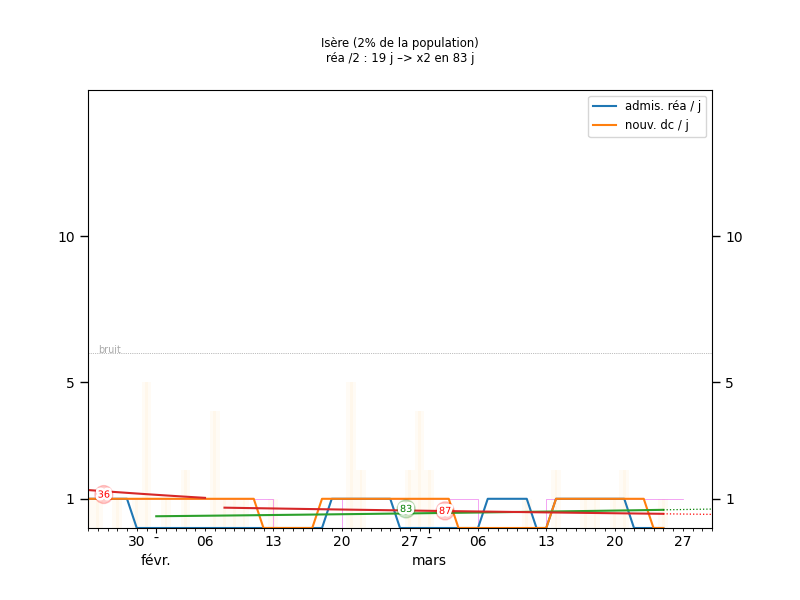 Isère (2% de la population)
réa /2 : 19 j –> x2 en 83 j
admis. réa / j
nouv. dc / j
10
10
bruit
5
5
36
83
87
1
1
30 - 06 13 20 27 - 06 13 20 27
févr. mars